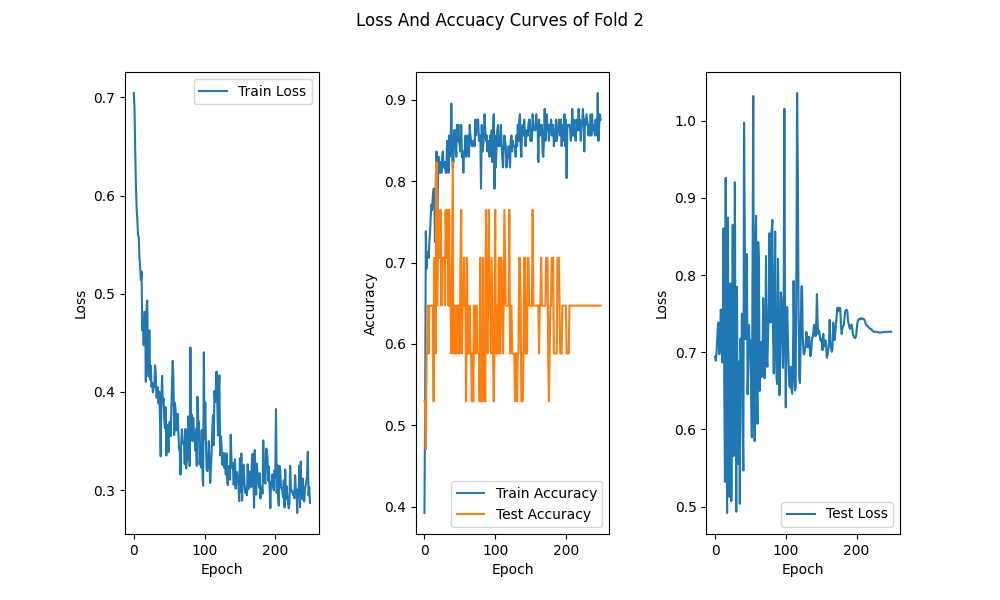 Loss And Accuacy Curves of Fold 2
Train Loss
0.7
0.6
0.5
0.4
0.3
Loss
0
100
200
Epoch
0.9
0.8
0.7
0.6
0.5
0.4
Accuracy
Train Accuracy
Test Accuracy
0
100
200
Epoch
1.0
0.9
0.8
0.7
0.6
0.5
Loss
Test Loss
0
100
200
Epoch